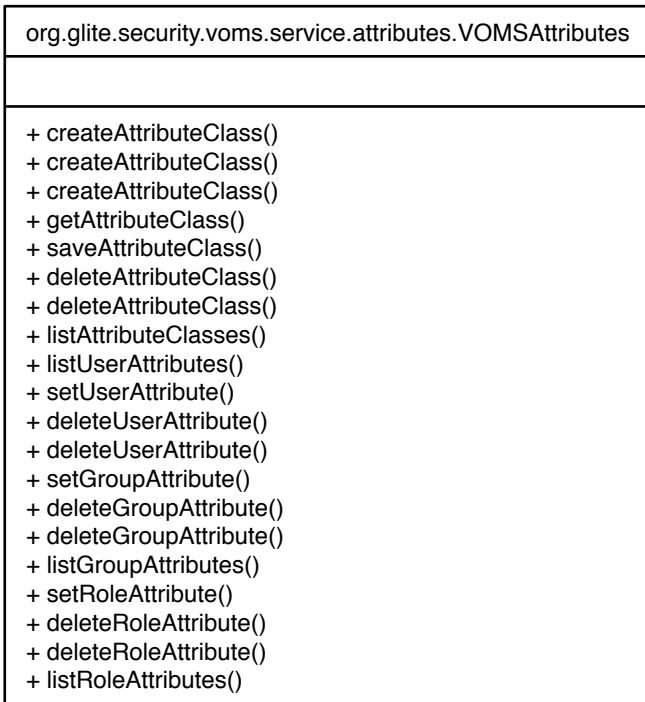 org.glite.security.voms.service.attributes.VOMSAttributes
+ createAttributeClass()
+ createAttributeClass()
+ createAttributeClass()
+ getAttributeClass()
+ saveAttributeClass()
+ deleteAttributeClass()
+ deleteAttributeClass()
+ listAttributeClasses()
+ listUserAttributes()
+ setUserAttribute()
+ deleteUserAttribute()
+ deleteUserAttribute()
+ setGroupAttribute()
+ deleteGroupAttribute()
+ deleteGroupAttribute()
+ listGroupAttributes()
+ setRoleAttribute()
+ deleteRoleAttribute()
+ deleteRoleAttribute()
+ listRoleAttributes()